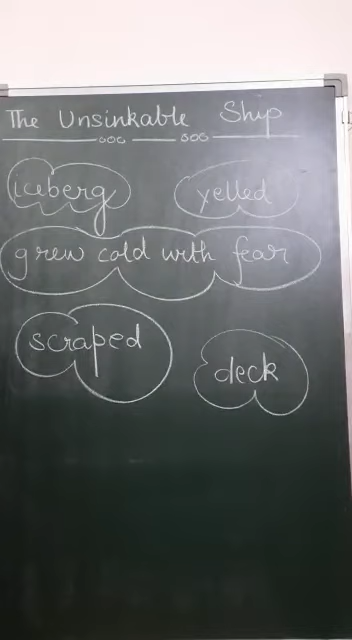 The Unsinkable Ship
iceberg yelled
grew cold with fear
scraped
deck